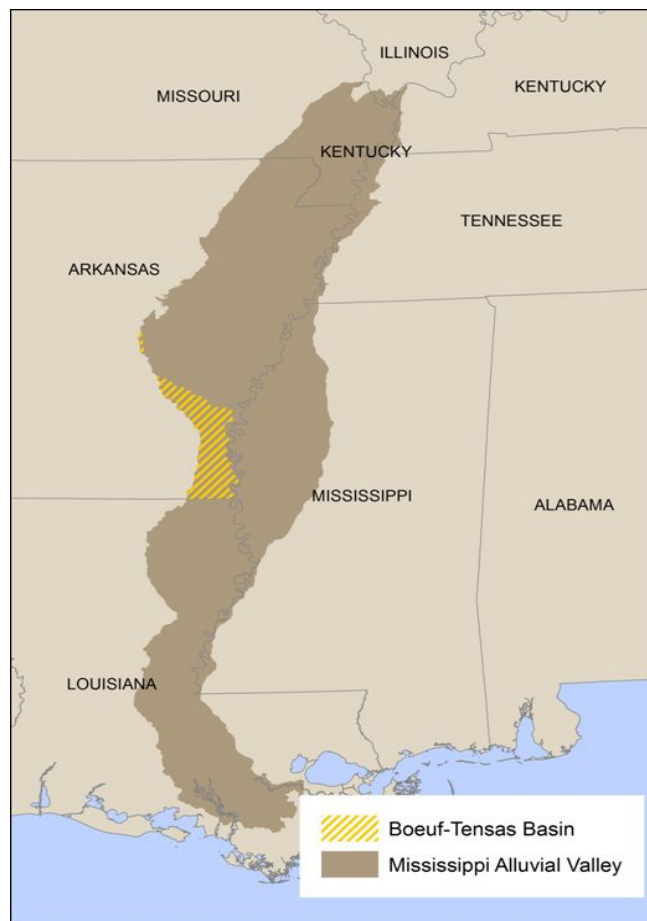 ILLINOIS
MISSOURI
KENTUCKY
KENTUCKY
TENNESSEE
ARKANSAS
MISSISSIPPI
ALABAMA
LOUISIANA
Boeuf-Tensas Basin
Mississippi Alluvial Valley